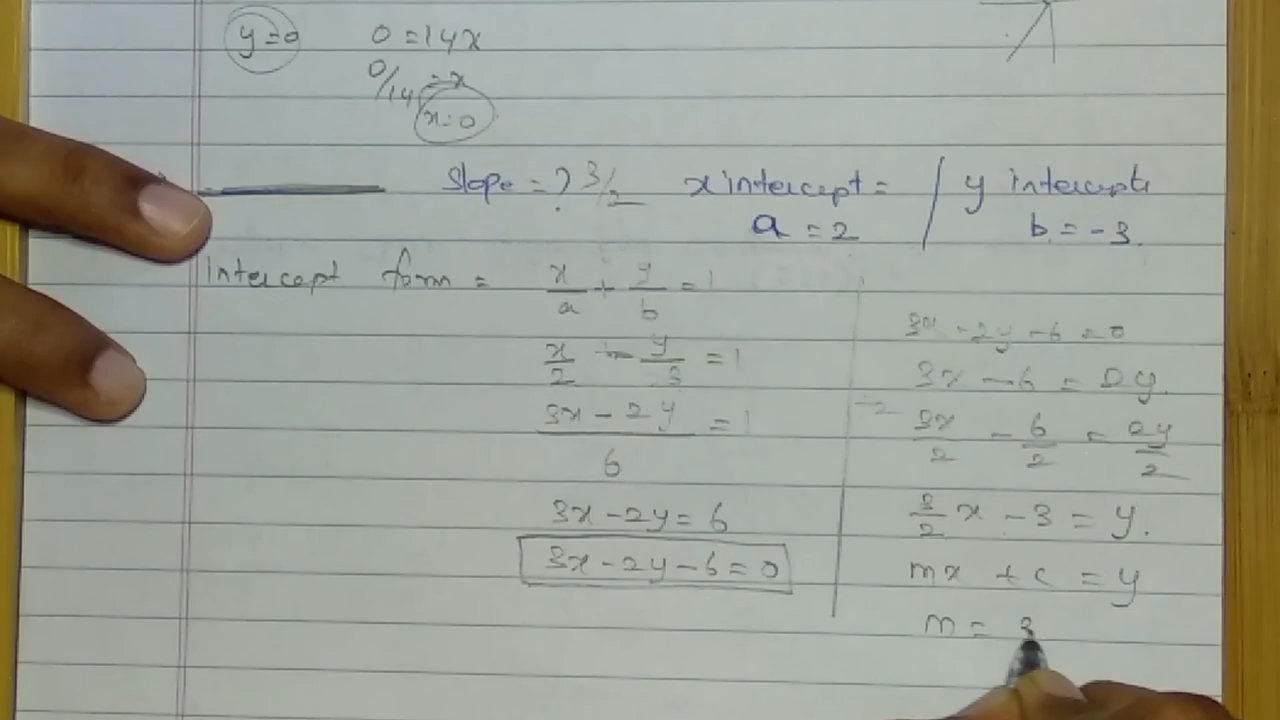 y=0 0=14x
0/14=x
x=0
Slope=? 3/2 x intercept= / y intercepts
a=2 b=-3
Intercept form= x/a + y/b = 1
x/2 - y/3 = 1
3x-2y/6 = 1
3x-2y=6
3x-2y-6=0
3x-2y-6=0
3x-6=2y.
3x/2 - 6/2 = 2y/2
3/2 x - 3 = y.
mx + c = y
m = 3